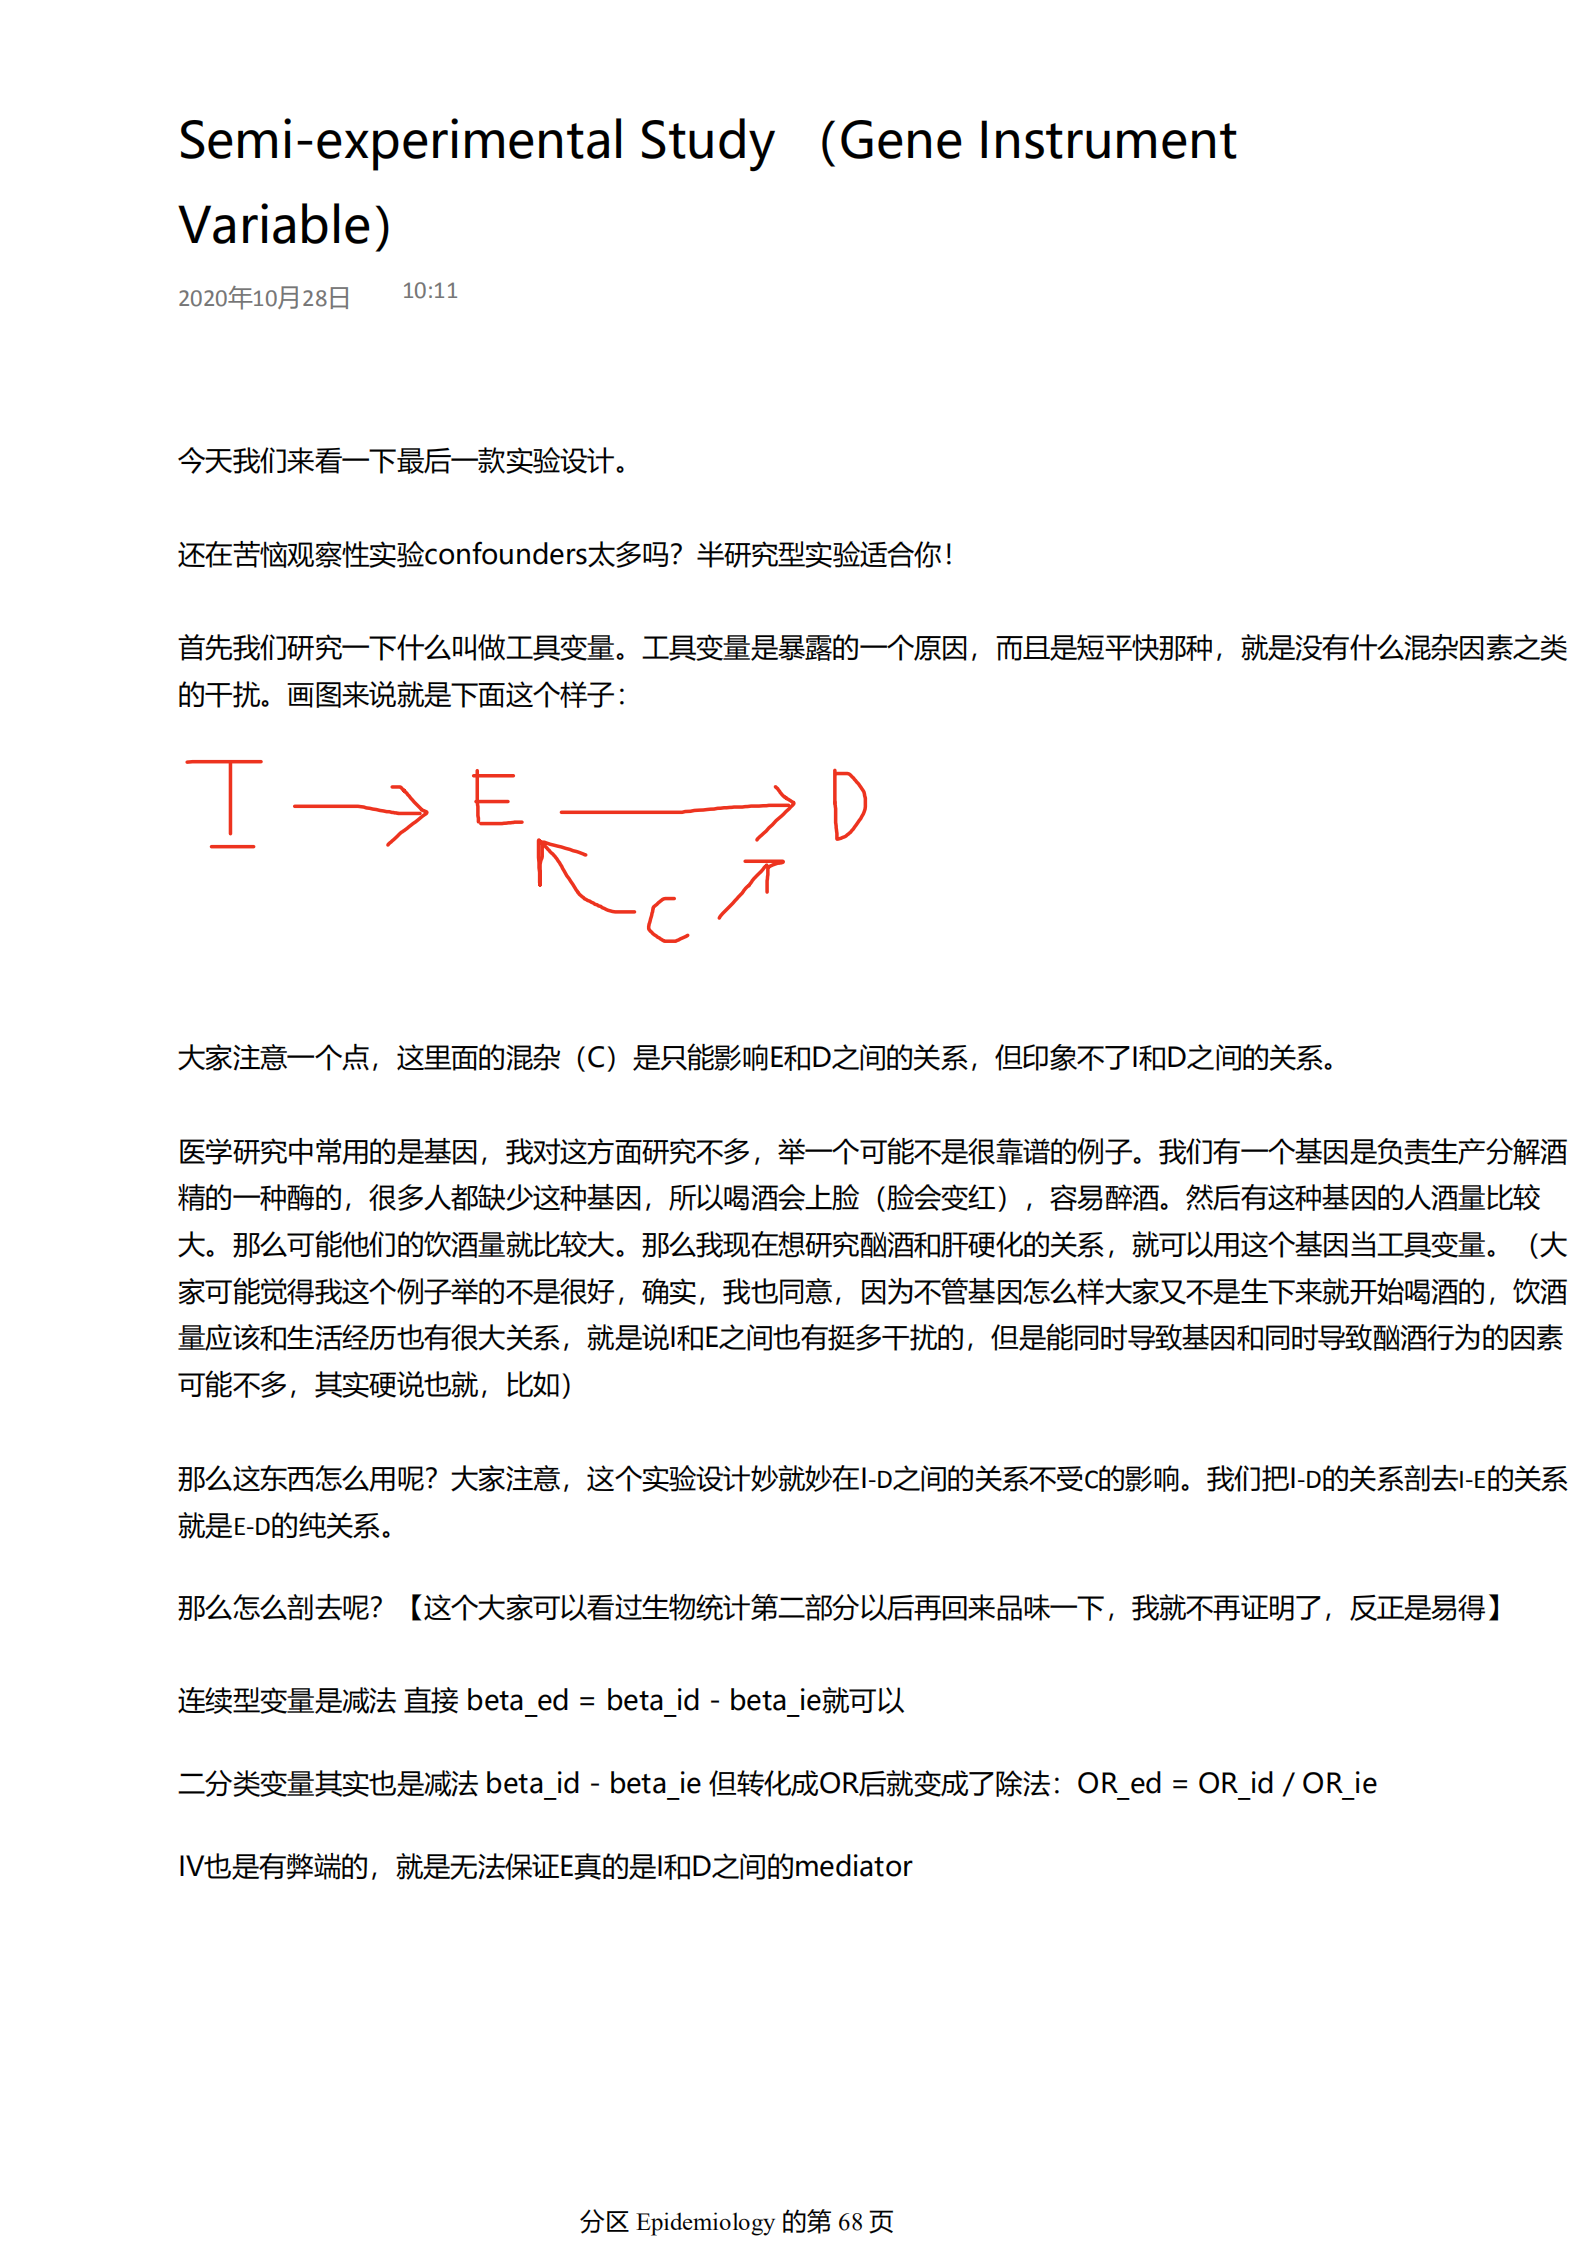 Semi-experimental Study （Gene Instrument
Variable）
2020年10月28日 10:11
今天我们来看一下最后一款实验设计。
还在苦恼观察性实验confounders太多吗？半研究型实验适合你！
首先我们研究一下什么叫做工具变量。工具变量是暴露的一个原因，而且是短平快那种，就是没有什么混杂因素之类
的干扰。画图来说就是下面这个样子：
I E D
C
大家注意一个点，这里面的混杂（C）是只能影响E和D之间的关系，但印象不了I和D之间的关系。
医学研究中常用的是基因，我对这方面研究不多，举一个可能不是很靠谱的例子。我们有一个基因是负责生产分解酒
精的一种酶的，很多人都缺少这种基因，所以喝酒会上脸（脸会变红），容易醉酒。然后有这种基因的人酒量比较
大。那么可能他们的饮酒量就比较大。那么我现在想研究酗酒和肝硬化的关系，就可以用这个基因当工具变量。（大
家可能觉得我这个例子举的不是很好，确实，我也同意，因为不管基因怎么样大家又不是生下来就开始喝酒的，饮酒
量应该和生活经历也有很大关系，就是说I和E之间也有挺多干扰的，但是能同时导致基因和同时导致酗酒行为的因素
可能不多，其实硬说也就，比如）
那么这东西怎么用呢？大家注意，这个实验设计妙就妙在I-D之间的关系不受C的影响。我们把I-D的关系剖去I-E的关系
就是E-D的纯关系。
那么怎么剖去呢？【这个大家可以看过生物统计第二部分以后再回来品味一下，我就不再证明了，反正是易得】
连续型变量是减法 直接 beta_ed = beta_id - beta_ie就可以
二分类变量其实也是减法 beta_id - beta_ie 但转化成OR后就变成了除法：OR_ed = OR_id / OR_ie
IV也是有弊端的，就是无法保证E真的是I和D之间的mediator
分区 Epidemiology 的第 68 页